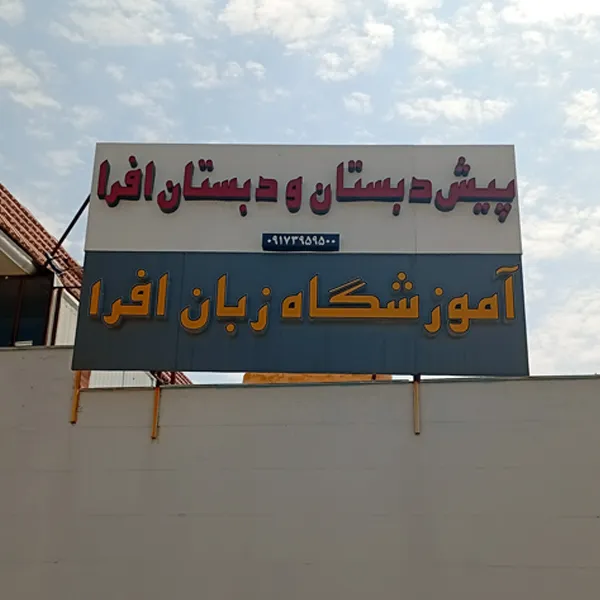 پیش دبستان و دبستان افرا
۰۹۱۷۳۹۵۹۵۰۰
آموزشگاه زبان افرا